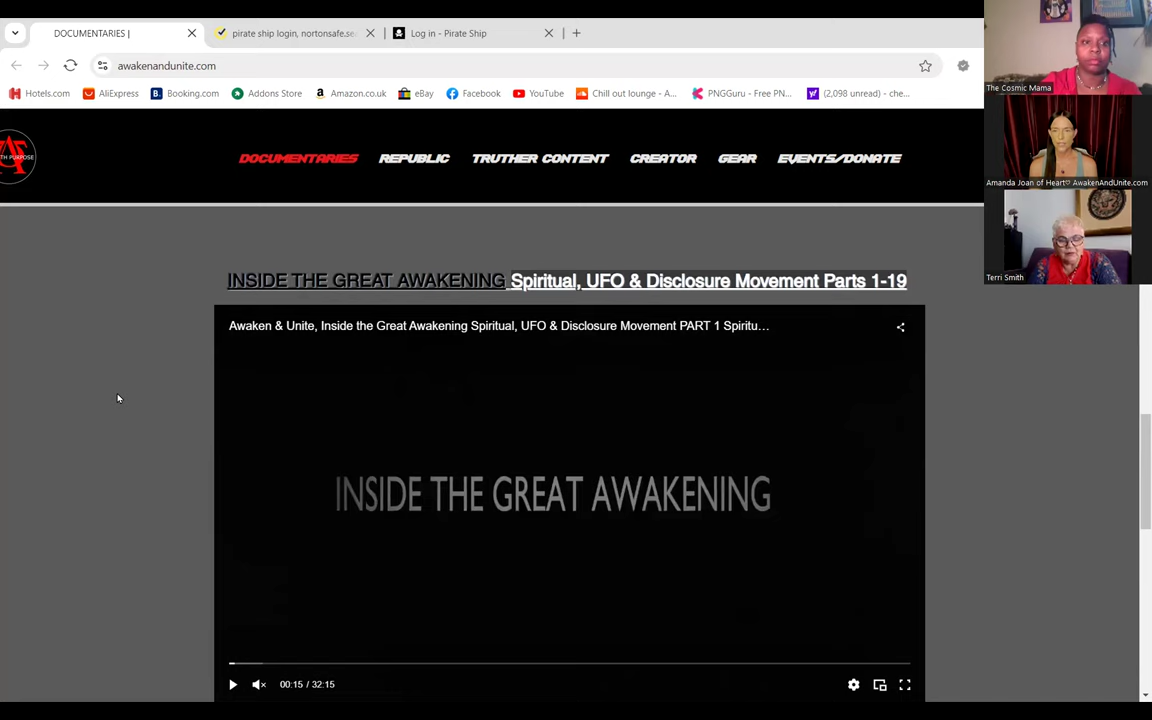 DOCUMENTARIES |
pirate ship login, nortonsafe.se
Log in - Pirate Ship
awakenandunite.com
Hotels.com
AliExpress
Booking.com
Addons Store
Amazon.co.uk
eBay
Facebook
YouTube
Chill out lounge - A...
PNGGuru - Free PN...
(2,098 unread) - che...
The Cosmic Mama
Amanda Joan of Heart♡ AwakenAndUnite.com
Terri Smith
TH PURPOSE
DOCUMENTARIES
REPUBLIC
TRUTHER CONTENT
CREATOR
GEAR
EVENTS/DONATE
INSIDE THE GREAT AWAKENING Spiritual, UFO & Disclosure Movement Parts 1-19
Awaken & Unite, Inside the Great Awakening Spiritual, UFO & Disclosure Movement PART 1 Spiritu...
INSIDE THE GREAT AWAKENING
00:15 / 32:15